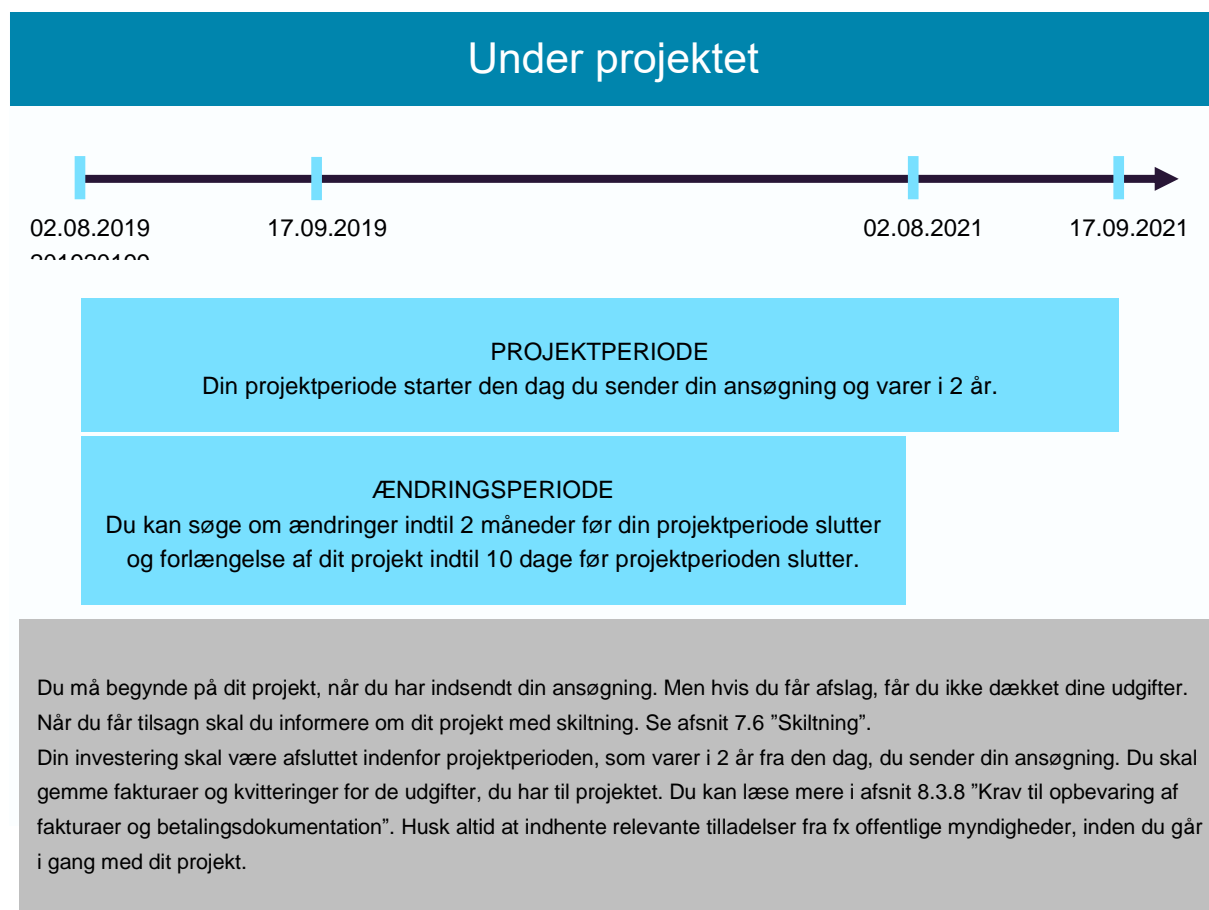 Under projektet
02.08.2019
17.09.2019
02.08.2021
17.09.2021
PROJEKTPERIODE
Din projektperiode starter den dag du sender din ansøgning og varer i 2 år.
ÆNDRINGSPERIODE
Du kan søge om ændringer indtil 2 måneder før din projektperiode slutter
og forlængelse af dit projekt indtil 10 dage før projektperioden slutter.
Du må begynde på dit projekt, når du har indsendt din ansøgning. Men hvis du får afslag, får du ikke dækket dine udgifter.
Når du får tilsagn skal du informere om dit projekt med skiltning. Se afsnit 7.6 ”Skiltning”.
Din investering skal være afsluttet indenfor projektperioden, som varer i 2 år fra den dag, du sender din ansøgning. Du skal
gemme fakturaer og kvitteringer for de udgifter, du har til projektet. Du kan læse mere i afsnit 8.3.8 ”Krav til opbevaring af
fakturaer og betalingsdokumentation”. Husk altid at indhente relevante tilladelser fra fx offentlige myndigheder, inden du går
i gang med dit projekt.